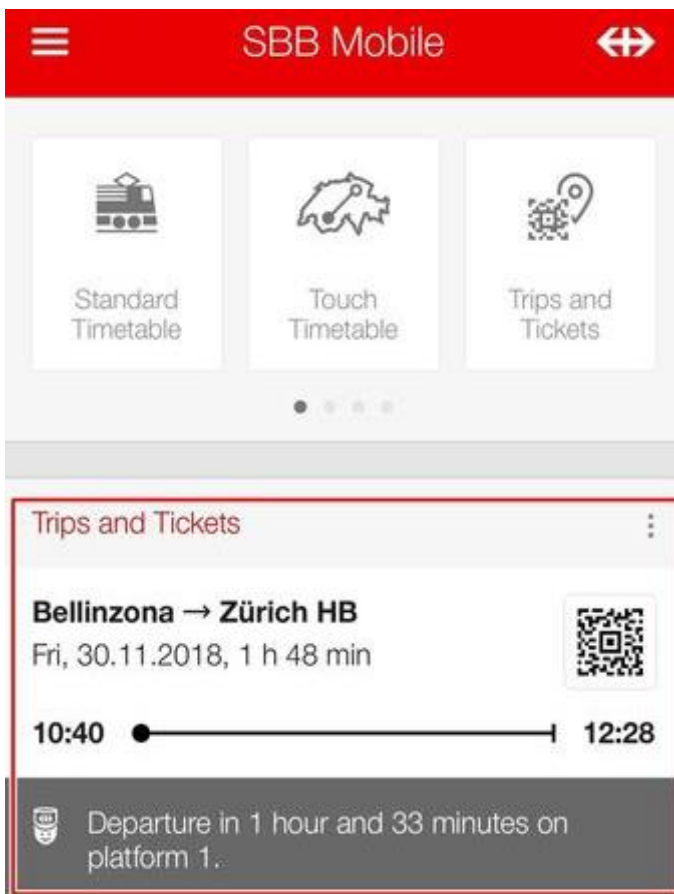 SBB Mobile
Standard
Timetable
Touch
Timetable
Trips and
Tickets
Trips and Tickets
Bellinzona → Zürich HB
Fri, 30.11.2018, 1 h 48 min
10:40
12:28
Departure in 1 hour and 33 minutes on
platform 1.